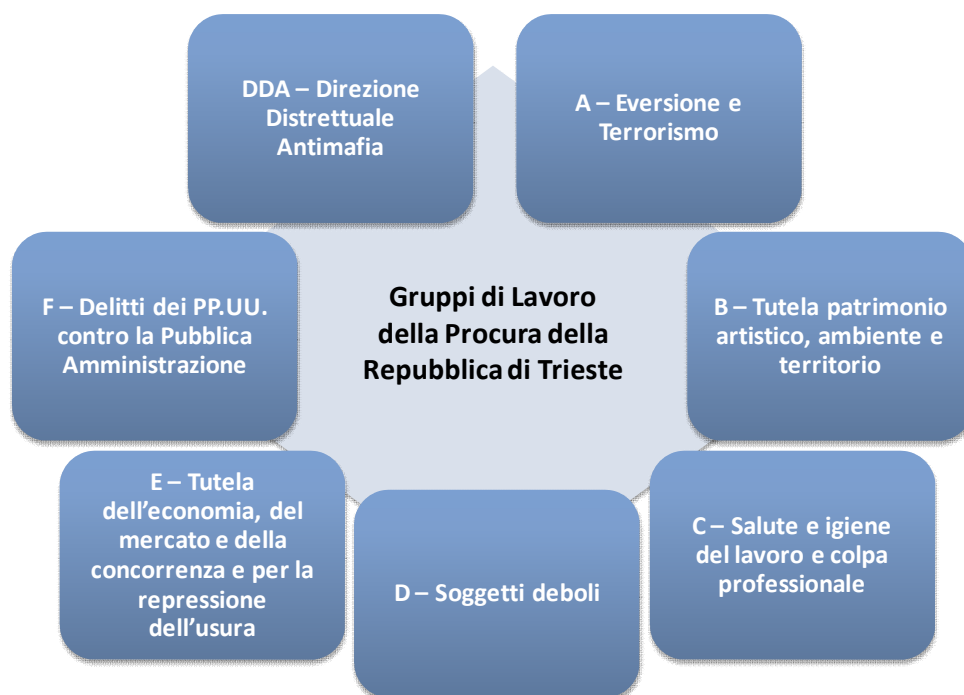 DDA – Direzione
Distrettuale
Antimafia
A – Eversione e
Terrorismo
F – Delitti dei PP.UU.
contro la Pubblica
Amministrazione
Gruppi di Lavoro
della Procura della
Repubblica di Trieste
B – Tutela patrimonio
artistico, ambiente e
territorio
E – Tutela
dell’economia, del
mercato e della
concorrenza e per la
repressione
dell’usura
D – Soggetti deboli
C – Salute e igiene
del lavoro e colpa
professionale